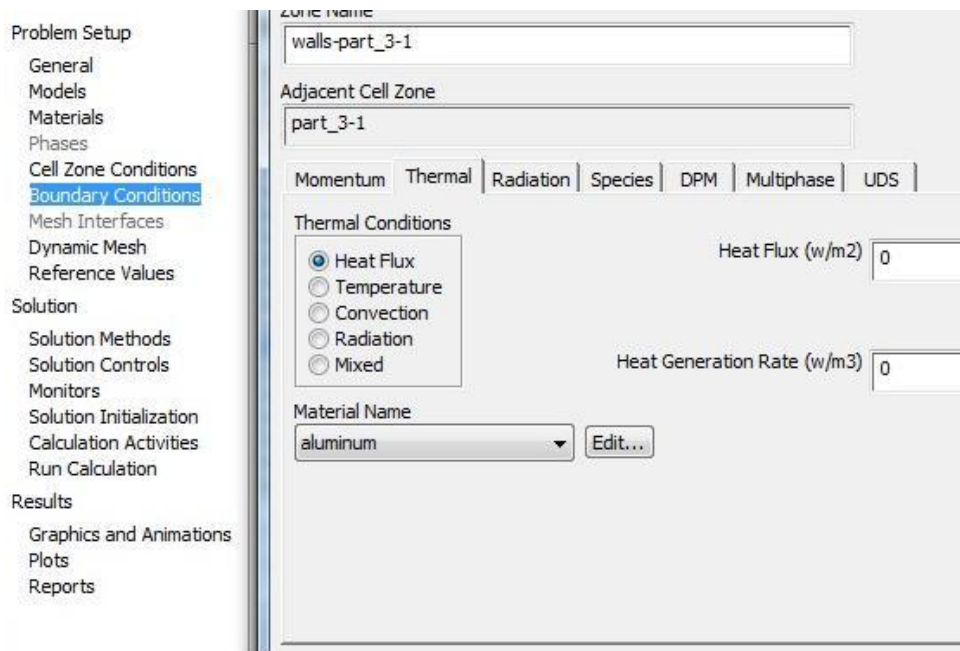 Problem Setup
General
Models
Materials
Phases
Cell Zone Conditions
Boundary Conditions
Mesh Interfaces
Dynamic Mesh
Reference Values
Solution
Solution Methods
Solution Controls
Monitors
Solution Initialization
Calculation Activities
Run Calculation
Results
Graphics and Animations
Plots
Reports
Zone Name
walls-part_3-1
Adjacent Cell Zone
part_3-1
Momentum Thermal Radiation Species DPM Multiphase UDS
Thermal Conditions
Heat Flux
Temperature
Convection
Radiation
Mixed
Heat Flux (w/m2) 0
Heat Generation Rate (w/m3) 0
Material Name
aluminum Edit...